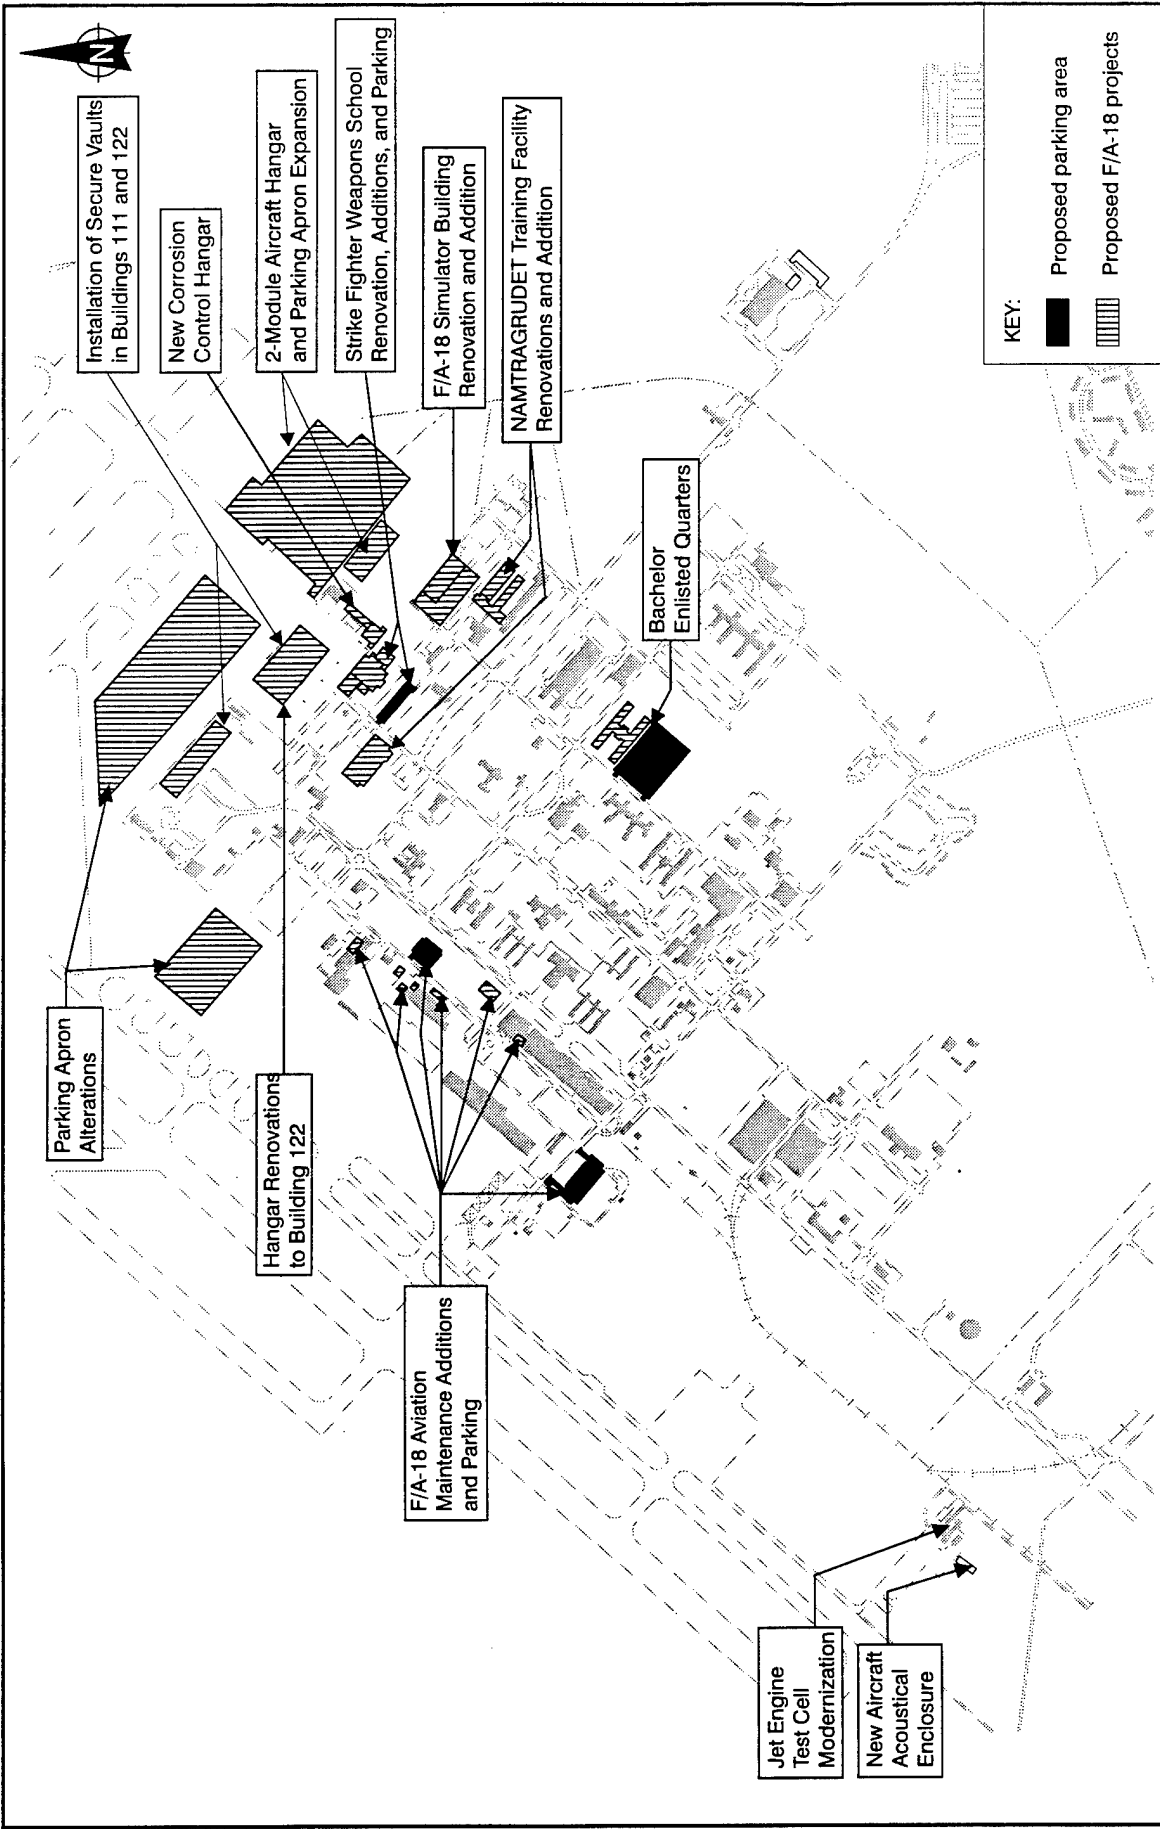 Parking Apron
Alterations
Hangar Renovations
to Building 122
F/A-18 Aviation
Maintenance Additions
and Parking
Jet Engine
Test Cell
Modernization
New Aircraft
Acoustical
Enclosure
Installation of Secure Vaults
in Buildings 111 and 122
New Corrosion
Control Hangar
2-Module Aircraft Hangar
and Parking Apron Expansion
Strike Fighter Weapons School
Renovation, Additions, and Parking
F/A-18 Simulator Building
Renovation and Addition
NAMTRAGRUDET Training Facility
Renovations and Addition
Bachelor
Enlisted Quarters
N
KEY:
Proposed parking area
Proposed F/A-18 projects